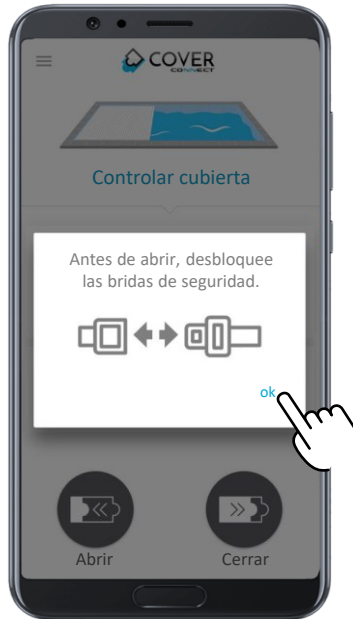 COVER
CONNECT
Controlar cubierta
Antes de abrir, desbloquee
las bridas de seguridad.
ok
Abrir
Cerrar